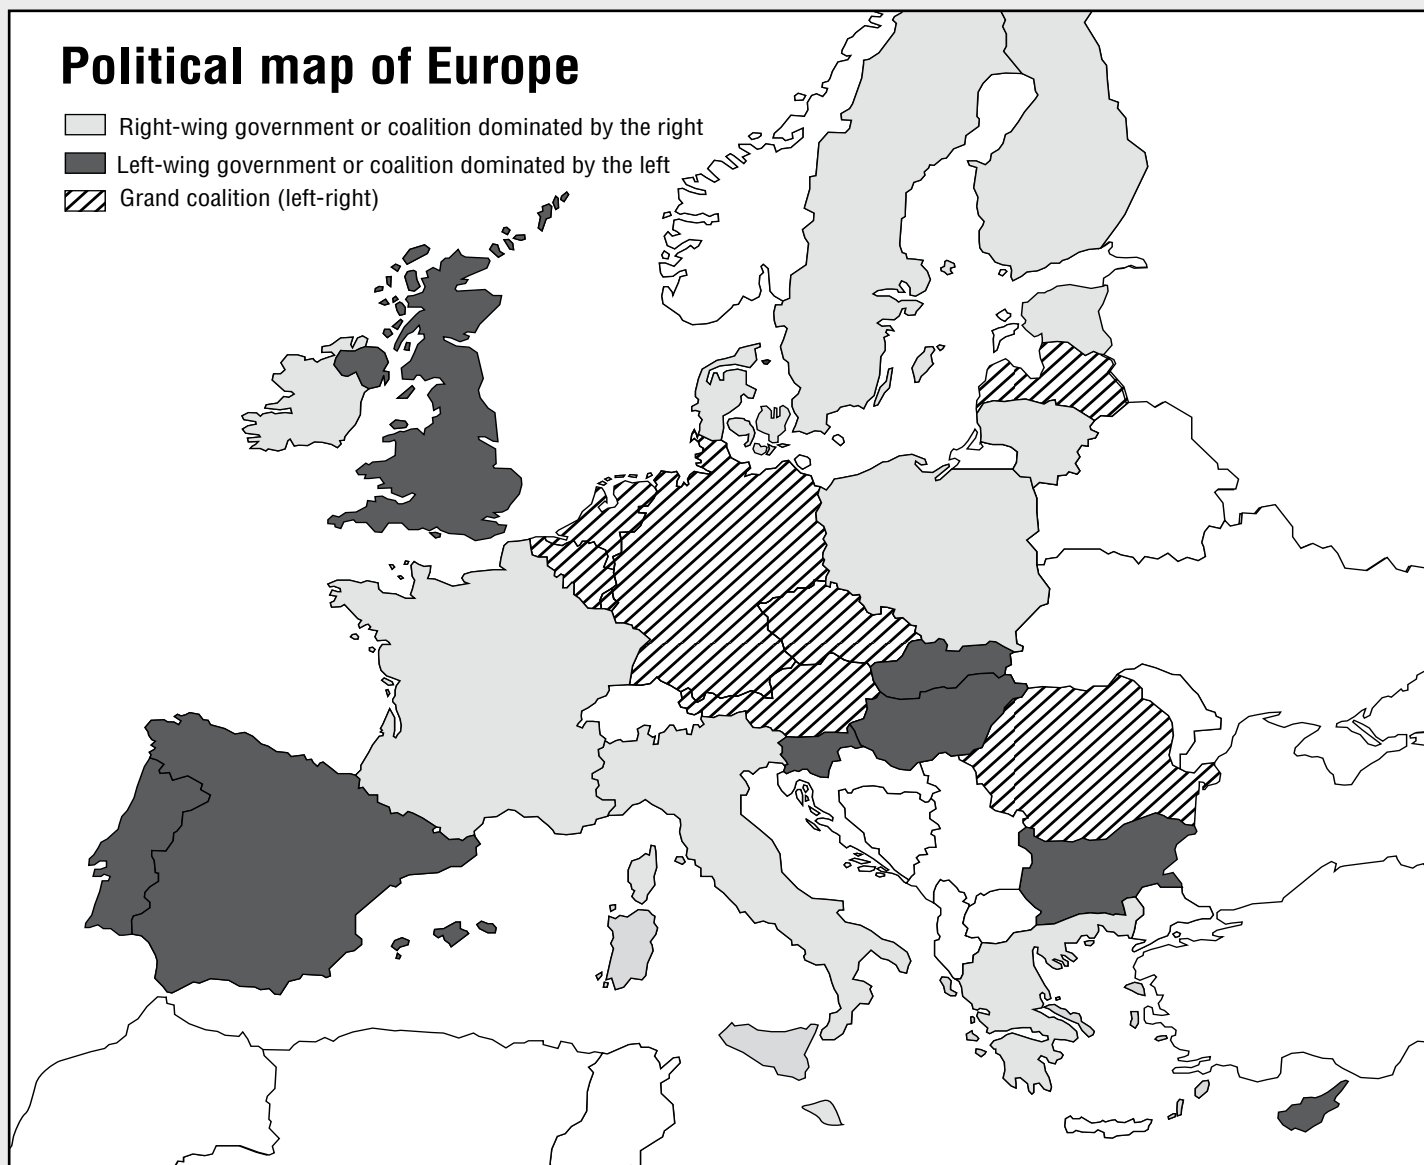 Political map of Europe
Right-wing government or coalition dominated by the right
Left-wing government or coalition dominated by the left
Grand coalition (left-right)